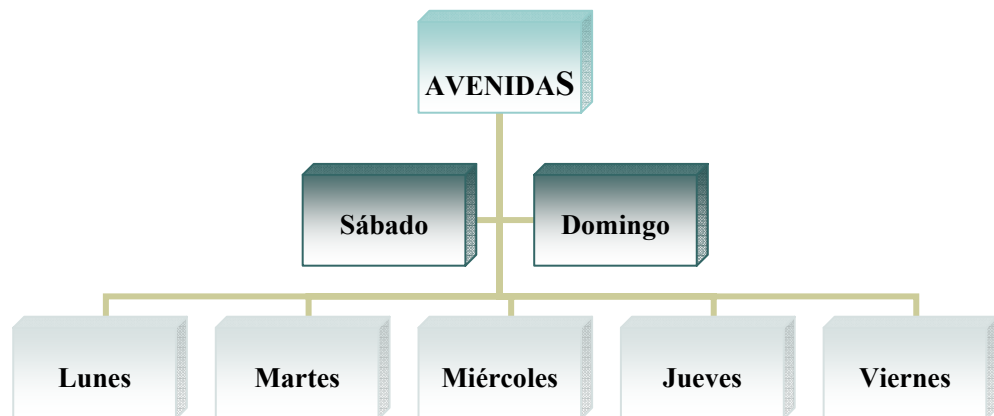 AVENIDAS
Sábado
Domingo
Lunes
Martes
Miércoles
Jueves
Viernes